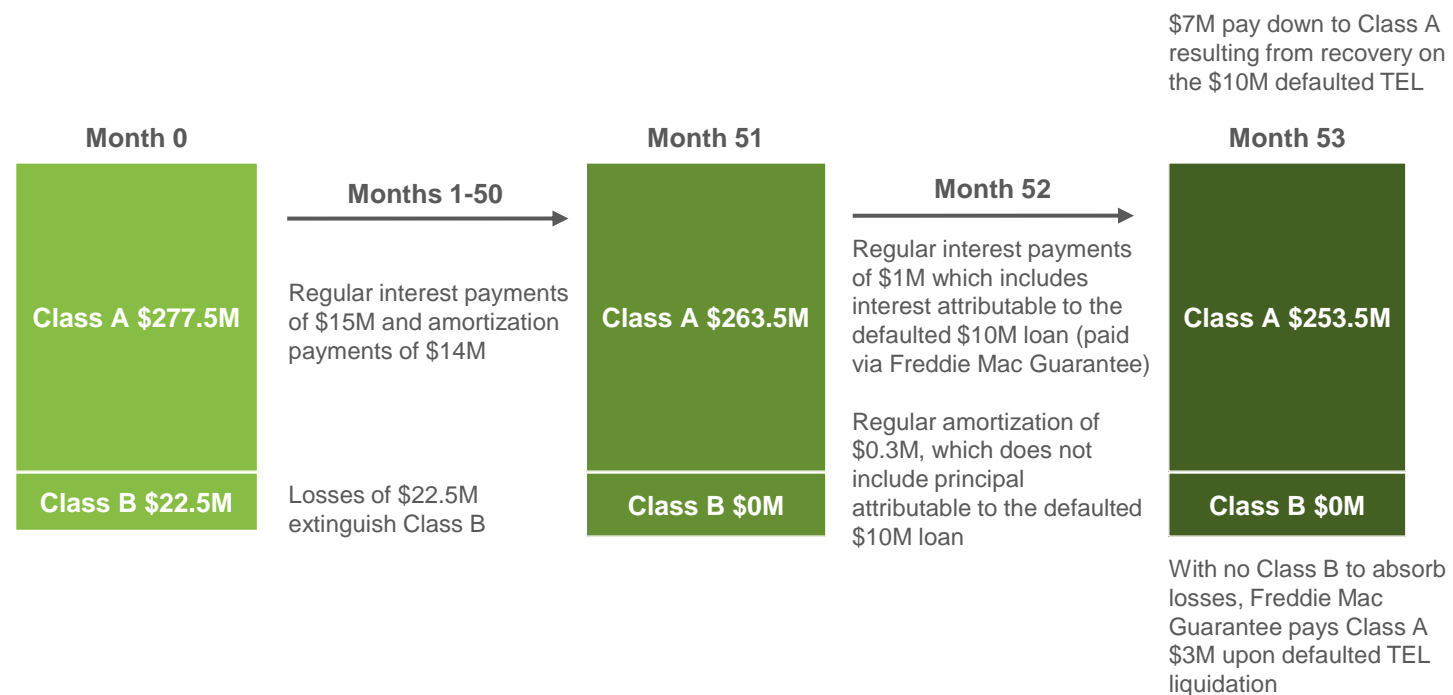 $7M pay down to Class A
resulting from recovery on
the $10M defaulted TEL
Month 0
Class A $277.5M
Class B $22.5M
Months 1-50
Regular interest payments
of $15M and amortization
payments of $14M
Losses of $22.5M
extinguish Class B
Month 51
Class A $263.5M
Class B $0M
Month 52
Regular interest payments
of $1M which includes
interest attributable to the
defaulted $10M loan (paid
via Freddie Mac Guarantee)
Regular amortization of
$0.3M, which does not
include principal
attributable to the defaulted
$10M loan
Month 53
Class A $253.5M
Class B $0M
With no Class B to absorb
losses, Freddie Mac
Guarantee pays Class A
$3M upon defaulted TEL
liquidation